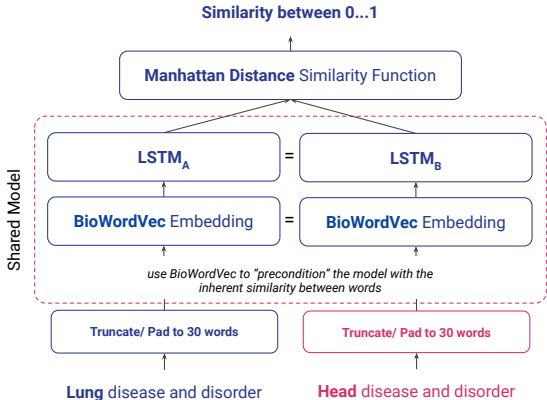 Similarity between 0...1
Manhattan Distance Similarity Function
Shared Model
LSTM_A = LSTM_B
BioWordVec Embedding = BioWordVec Embedding
use BioWordVec to “precondition” the model with the
inherent similarity between words
Truncate/ Pad to 30 words Truncate/ Pad to 30 words
Lung disease and disorder Head disease and disorder